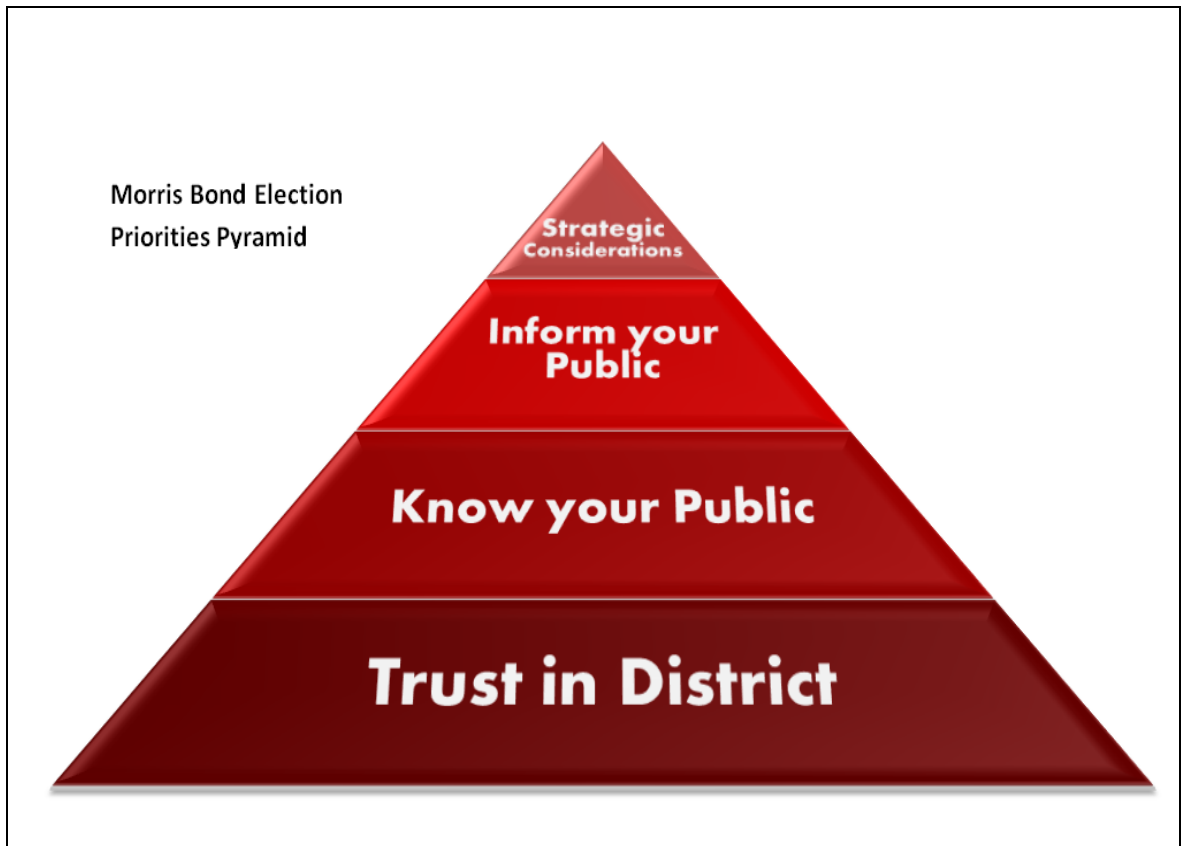 Morris Bond Election
Priorities Pyramid
Strategic
Considerations
Inform your
Public
Know your Public
Trust in District